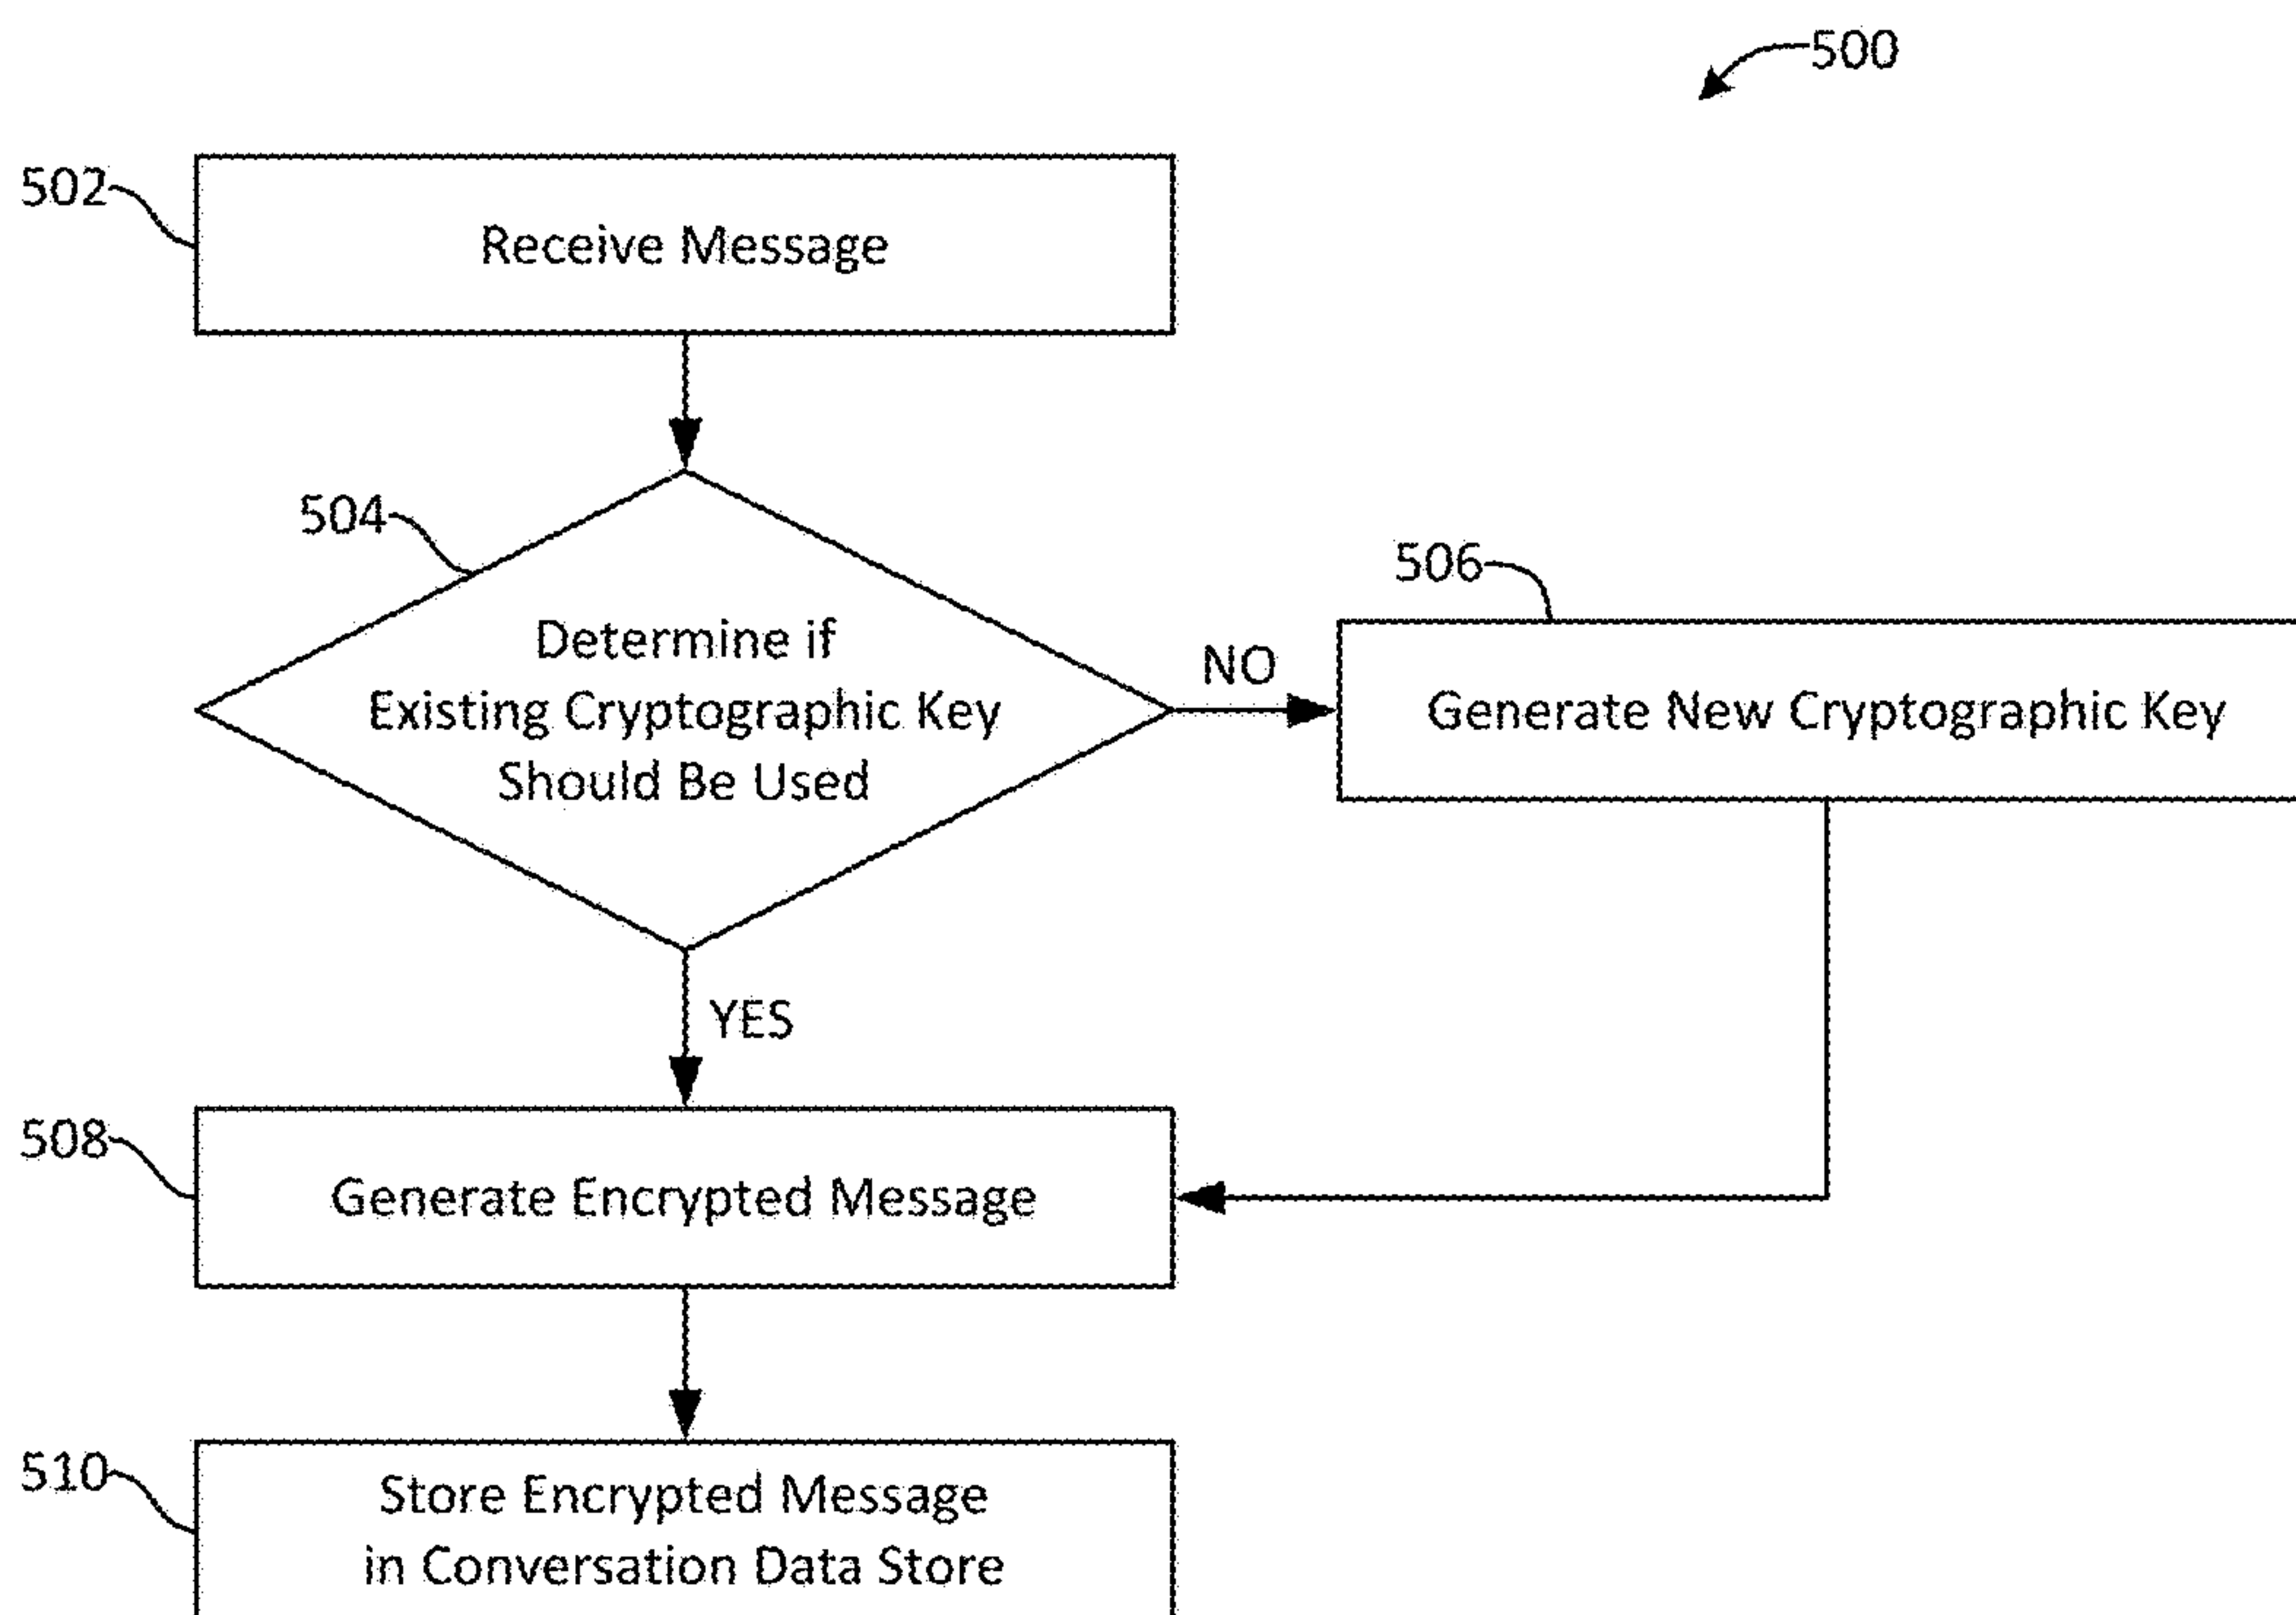 500
502
Receive Message
504
Determine if
Existing Cryptographic Key
Should Be Used
NO
506
Generate New Cryptographic Key
YES
508
Generate Encrypted Message
510
Store Encrypted Message
in Conversation Data Store